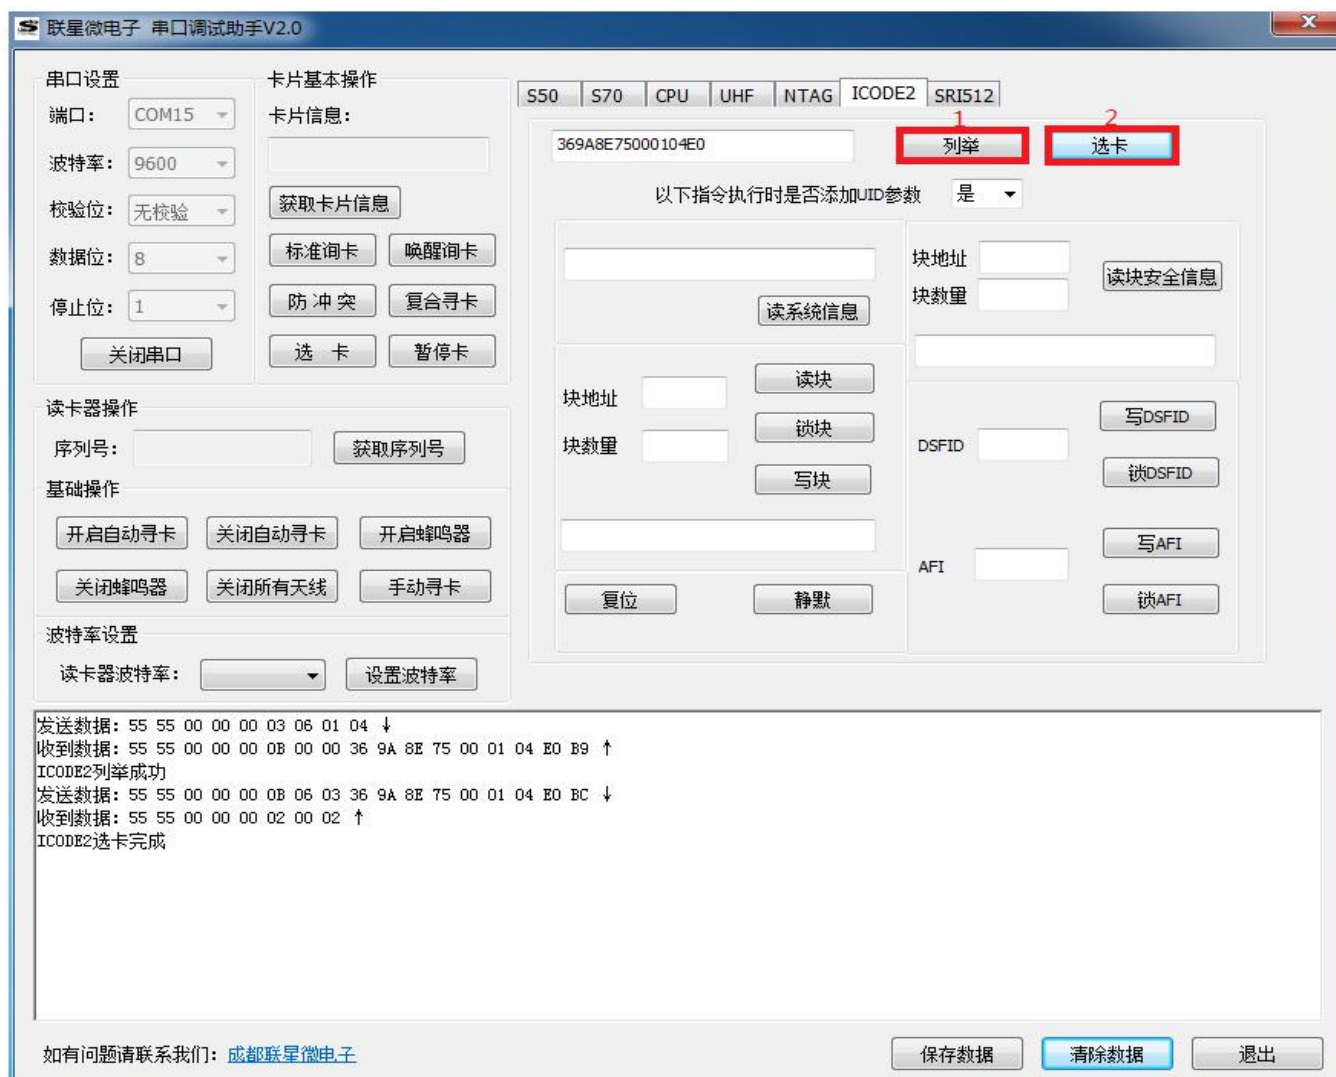 联星微电子 串口调试助手V2.0
串口设置
端口： COM15
波特率： 9600
校验位： 无校验
数据位： 8
停止位： 1
关闭串口
卡片基本操作
卡片信息：
获取卡片信息
标准询卡 唤醒询卡
防 冲 突 复合寻卡
选 卡 暂停卡
读卡器操作
序列号： 获取序列号
基础操作
开启自动寻卡 关闭自动寻卡 开启蜂鸣器
关闭蜂鸣器 关闭所有天线 手动寻卡
波特率设置
读卡器波特率： 设置波特率
S50 S70 CPU UHF NTAG ICODE2 SRI512
1 2
369A8E75000104E0 列举 选卡
以下指令执行时是否添加UID参数 是
读系统信息
块地址
块数量
读块安全信息
块地址
块数量
读块
锁块
写块
DSFID
写DSFID
锁DSFID
AFI
写AFI
锁AFI
复位 静默
发送数据：55 55 00 00 00 03 06 01 04 ↓
收到数据：55 55 00 00 00 0B 00 00 36 9A 8E 75 00 01 04 E0 B9 ↑
ICODE2列举成功
发送数据：55 55 00 00 00 0B 06 03 36 9A 8E 75 00 01 04 E0 BC ↓
收到数据：55 55 00 00 00 02 00 02 ↑
ICODE2选卡完成
如有问题请联系我们：成都联星微电子
保存数据 清除数据 退出